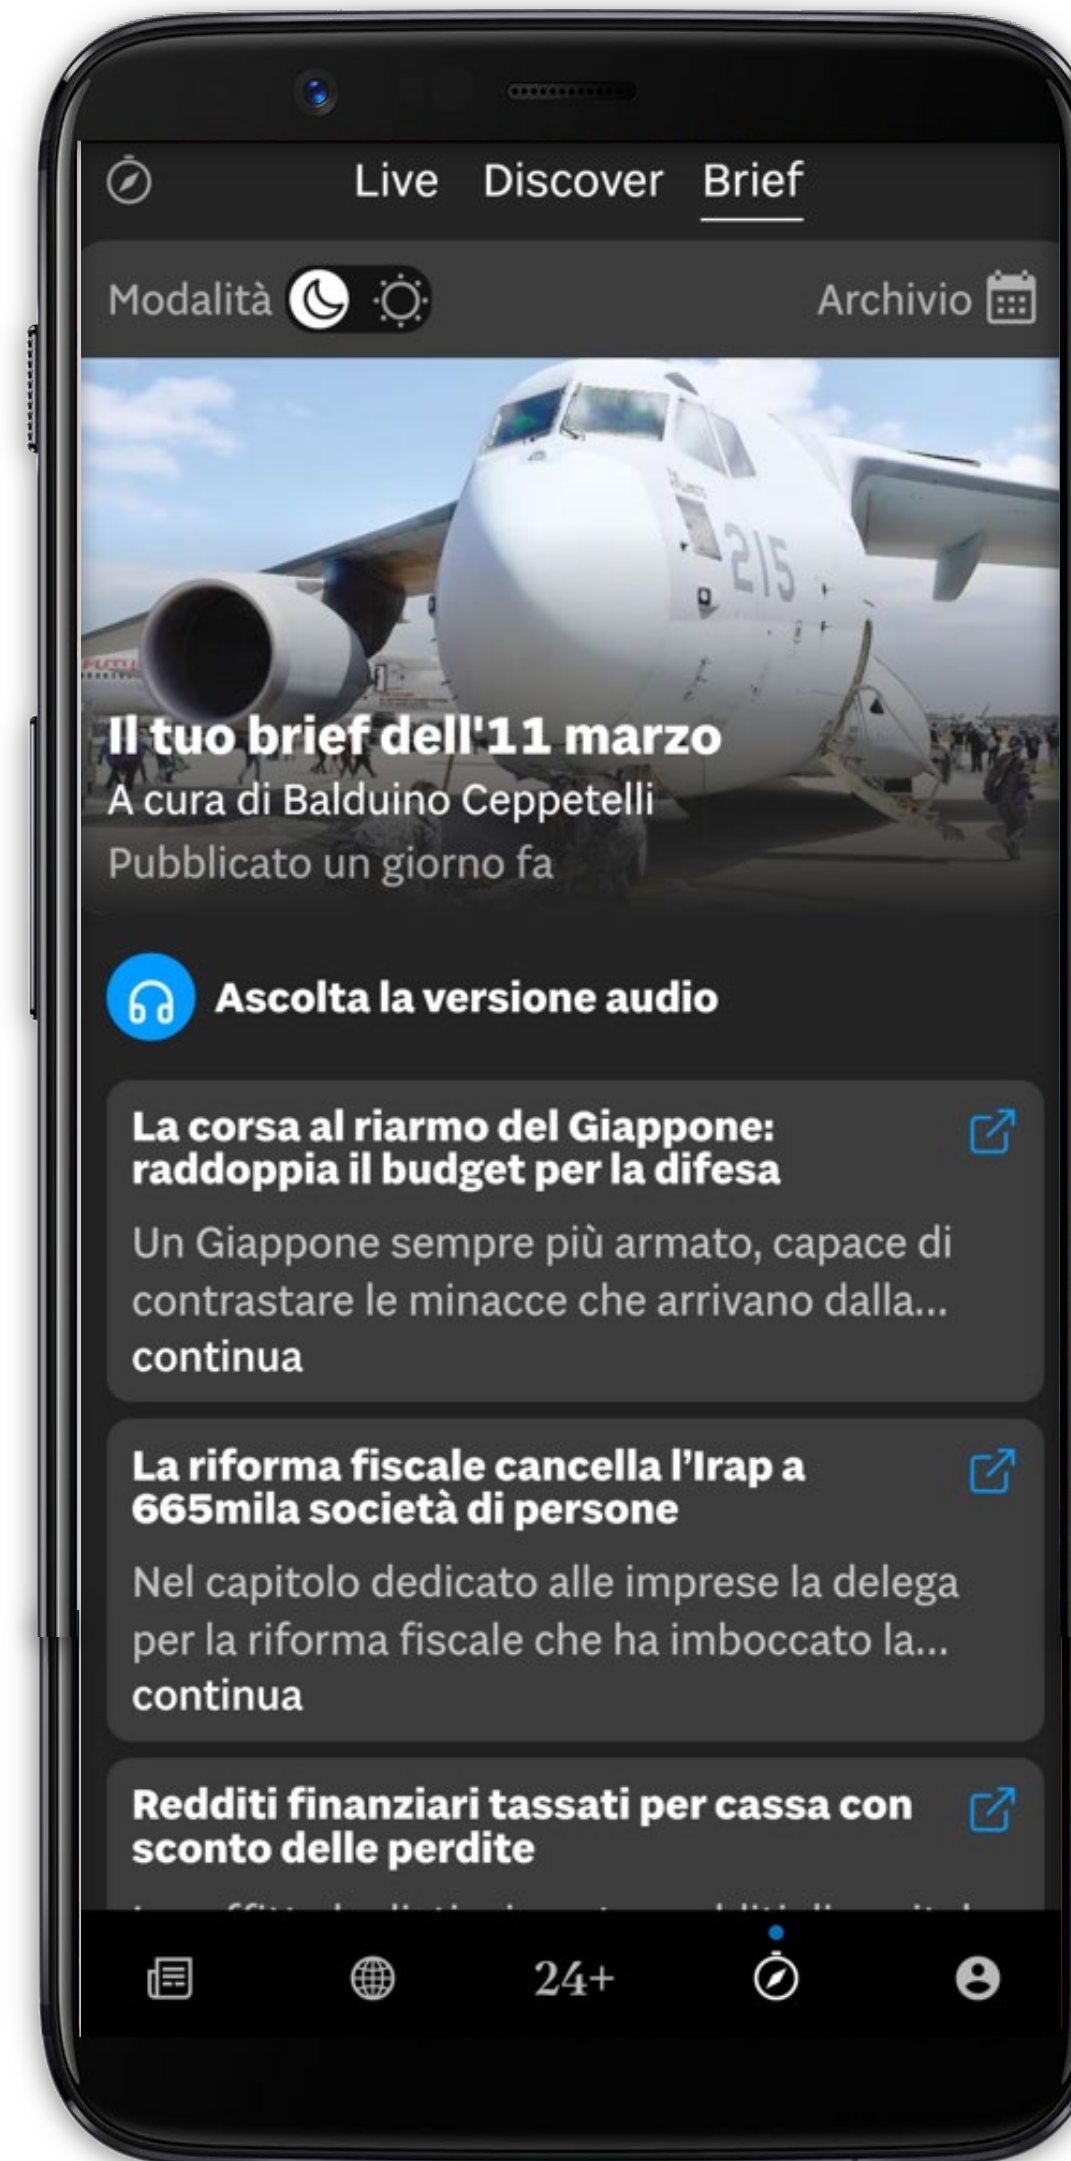 Live Discover Brief
Modalità
Archivio
215
Il tuo brief dell'11 marzo
A cura di Balduino Ceppetelli
Pubblicato un giorno fa
Ascolta la versione audio
La corsa al riarmo del Giappone:
raddoppia il budget per la difesa
Un Giappone sempre più armato, capace di
contrastare le minacce che arrivano dalla...
continua
La riforma fiscale cancella l’Irap a
665mila società di persone
Nel capitolo dedicato alle imprese la delega
per la riforma fiscale che ha imboccato la...
continua
Redditi finanziari tassati per cassa con
sconto delle perdite
24+